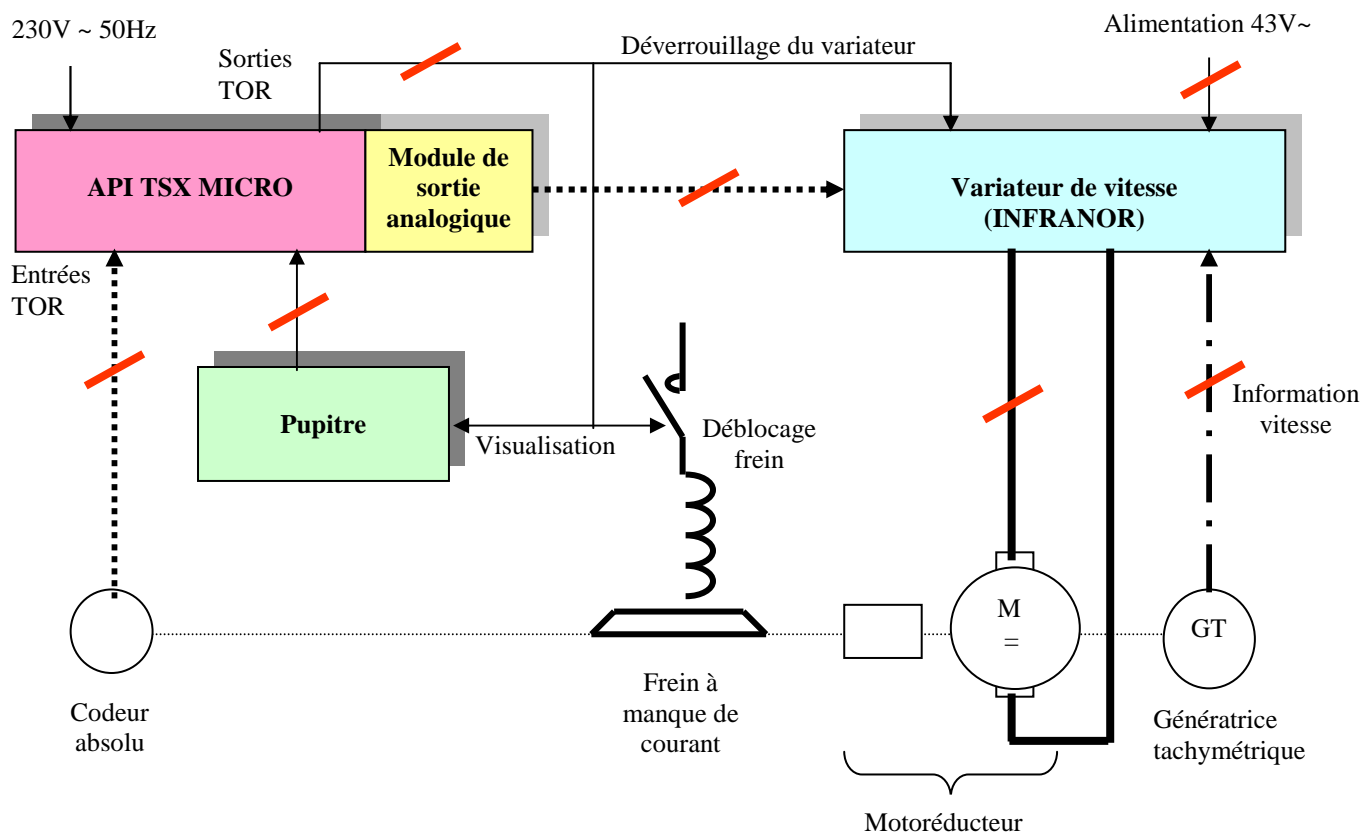 230V ~ 50Hz
Alimentation 43V~
Sorties
TOR
Déverrouillage du variateur
API TSX MICRO
Module de
sortie
analogique
Variateur de vitesse
(INFRANOR)
Entrées
TOR
Pupitre
Visualisation
Déblocage
frein
Information
vitesse
M
=
GT
Codeur
absolu
Frein à
manque de
courant
Génératrice
tachymétrique
Motoréducteur